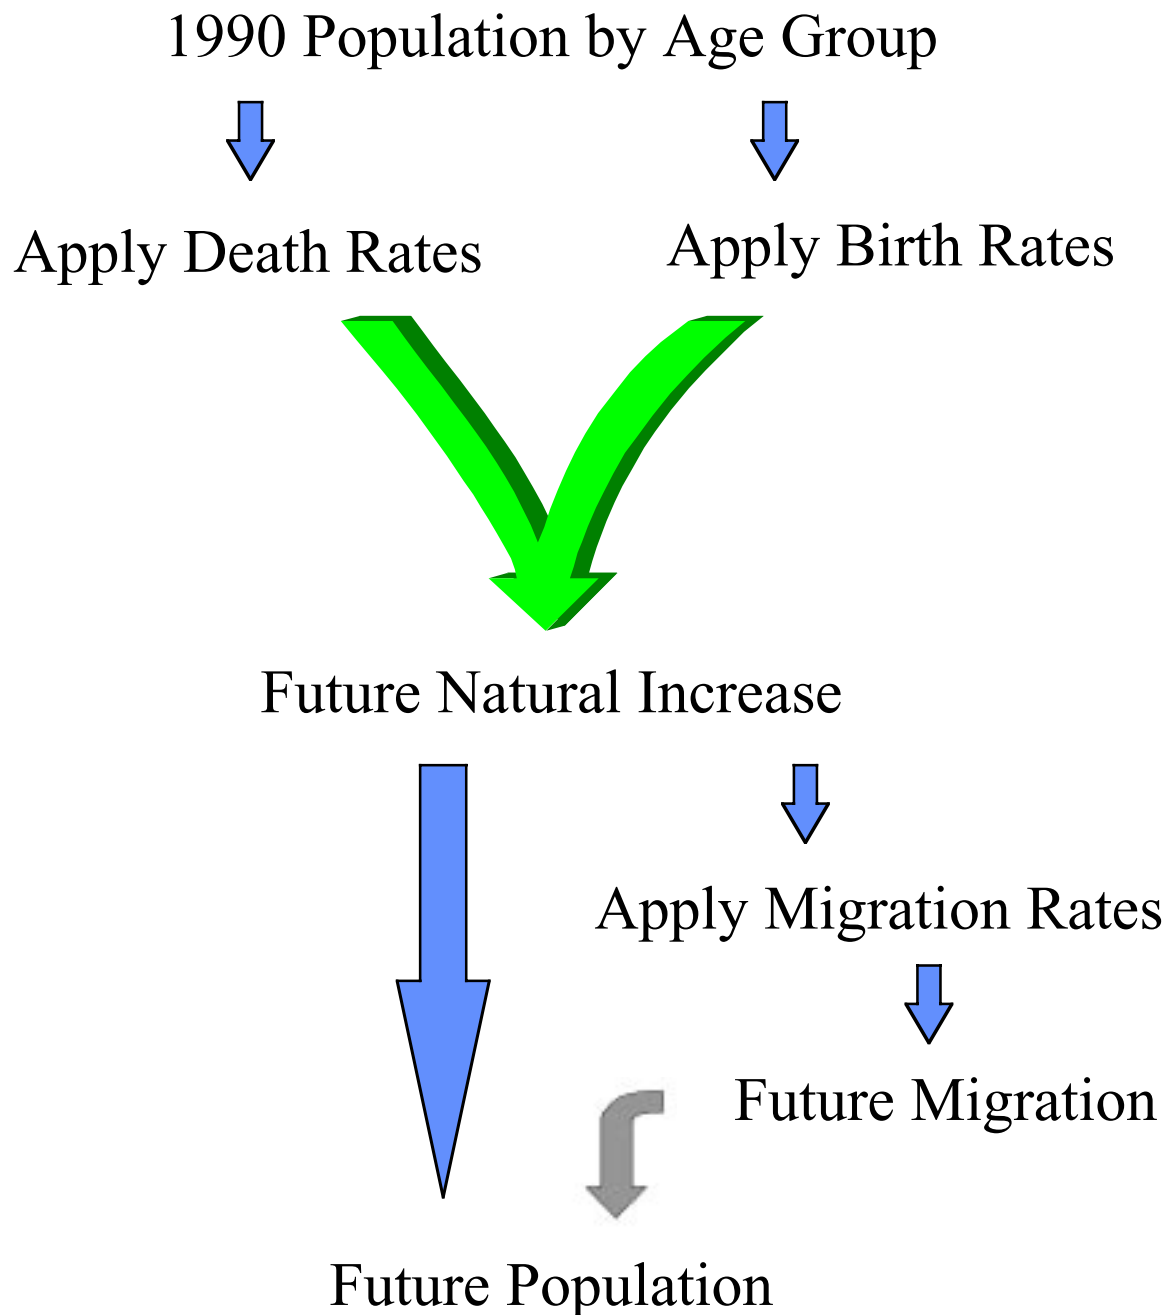 1990 Population by Age Group
Apply Death Rates
Apply Birth Rates
Future Natural Increase
Apply Migration Rates
Future Migration
Future Population